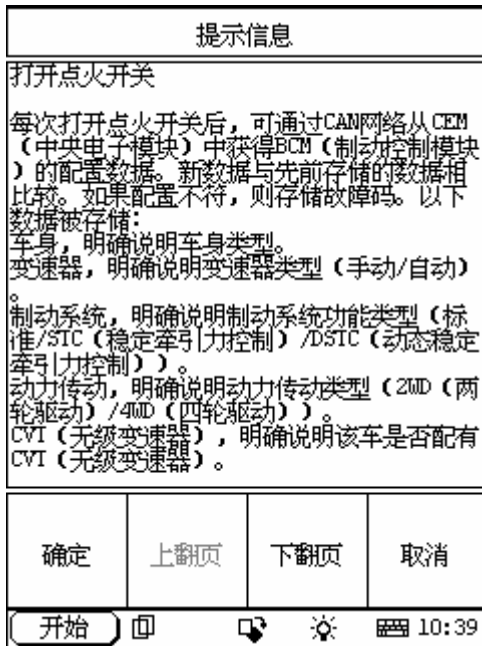 提示信息
打开点火开关
每次打开点火开关后，可通过CAN网络从CEM
（中央电子模块）中获得BCM（制动控制模块
）的配置数据。新数据与先前存储的数据相
比较。如果配置不符，则存储故障码。以下
数据被存储：
车身，明确说明车身类型。
变速器，明确说明变速器类型（手动/自动）
。
制动系统，明确说明制动系统功能类型（标
准/STC（稳定牵引力控制）/DSTC（动态稳定
牵引力控制））。
动力传动，明确说明动力传动类型（2WD（两
轮驱动）/4WD（四轮驱动））。
CVT（无级变速器），明确说明该车是否配有
CVT（无级变速器）。
确定 上翻页 下翻页 取消
开始 10:39